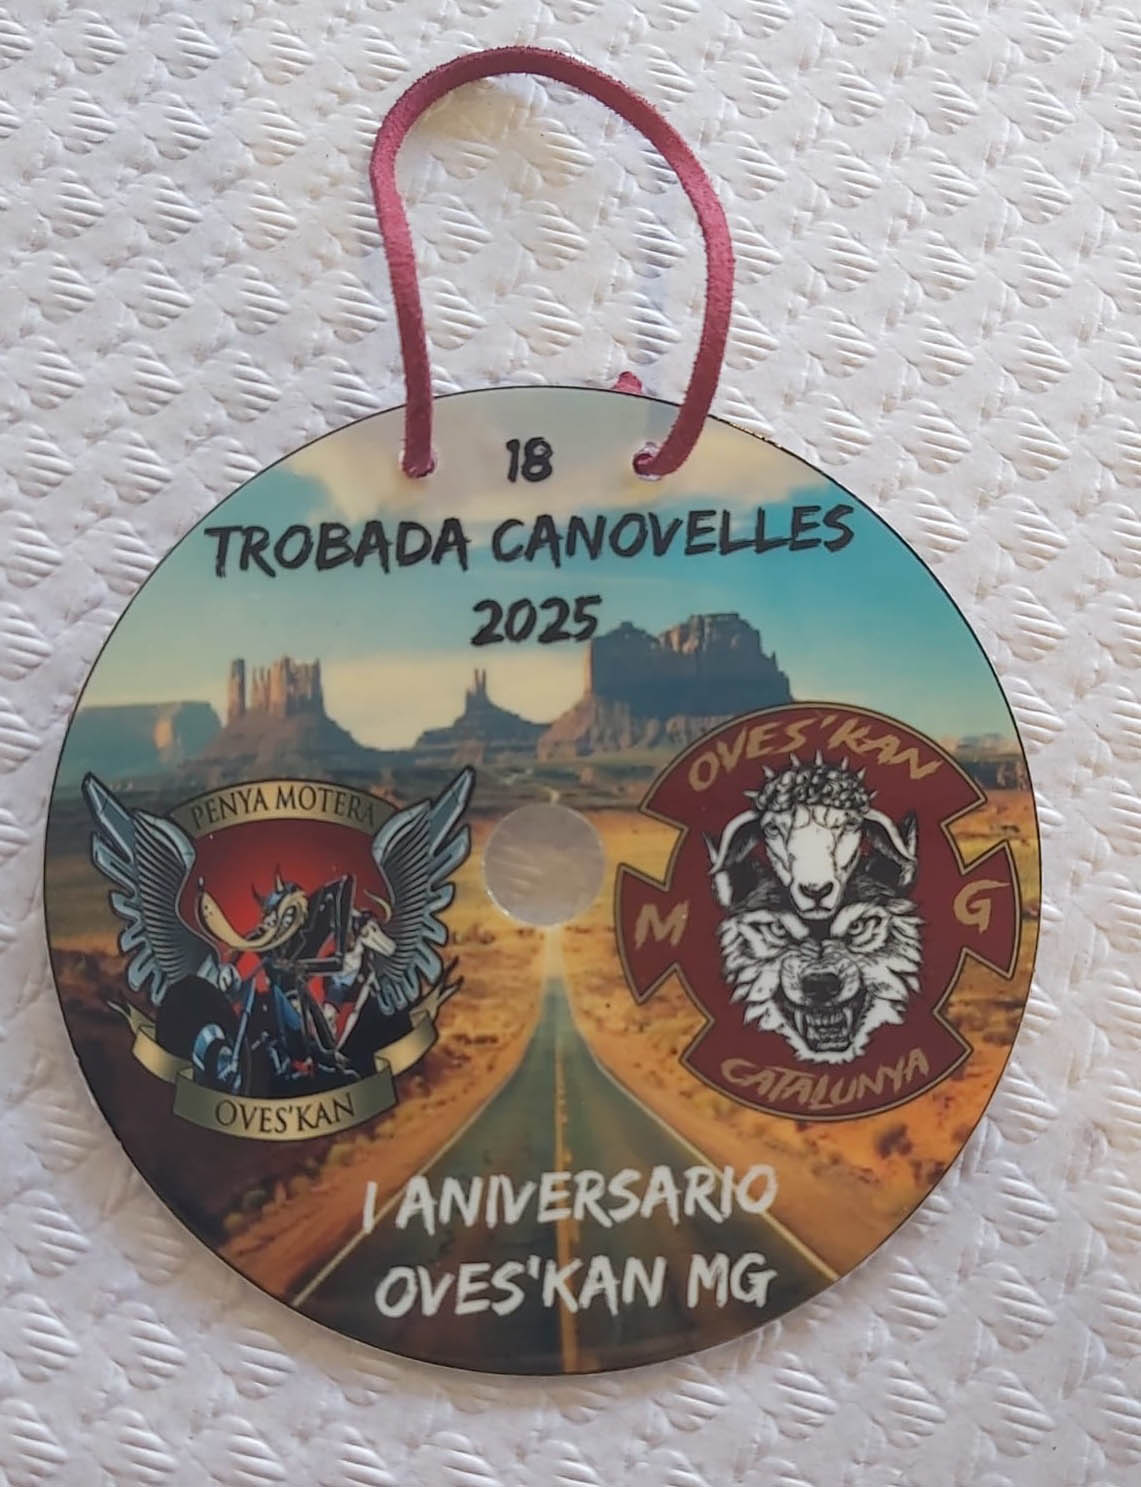 18
TROBADA CANOVELLES
2025
PENYA MOTERA
OVES'KAN
OVES'KAN
M G
CATALUNYA
I ANIVERSARIO
OVES'KAN MG